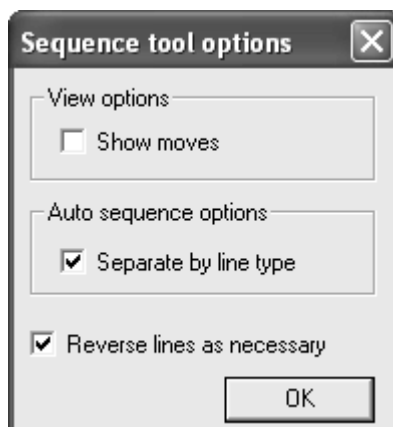 Sequence tool options
View options
Show moves
Auto sequence options
Separate by line type
Reverse lines as necessary
OK